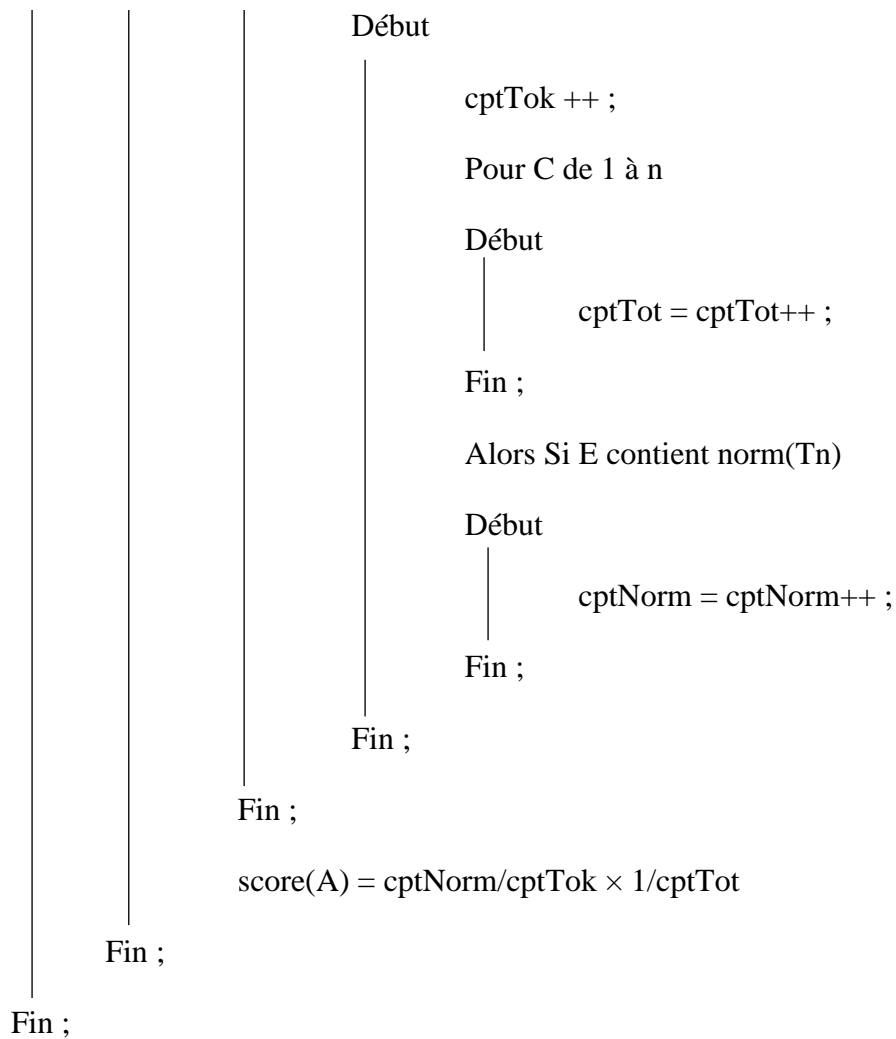 Début
cptTok ++ ;
Pour C de 1 à n
Début
cptTot = cptTot++ ;
Fin ;
Alors Si E contient norm(Tn)
Début
cptNorm = cptNorm++ ;
Fin ;
Fin ;
Fin ;
score(A) = cptNorm/cptTok × 1/cptTot
Fin ;
Fin ;